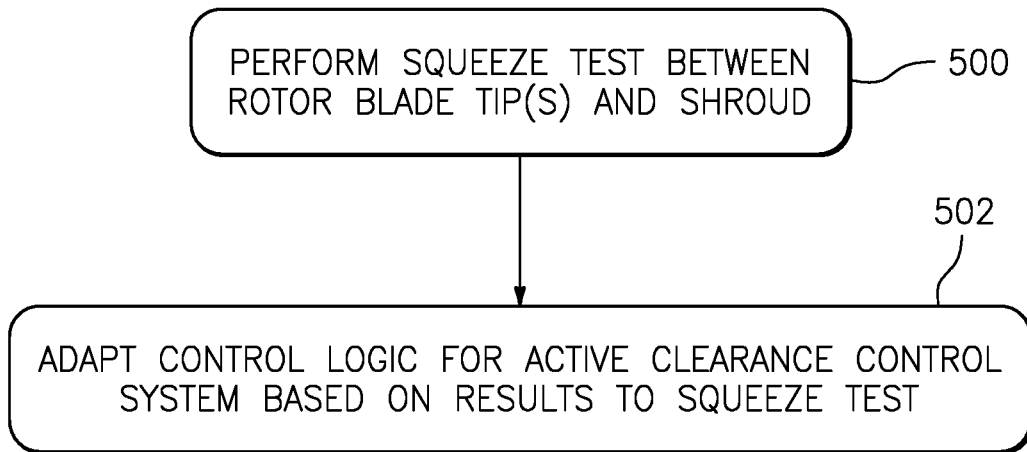 PERFORM SQUEEZE TEST BETWEEN
ROTOR BLADE TIP(S) AND SHROUD
500
502
ADAPT CONTROL LOGIC FOR ACTIVE CLEARANCE CONTROL
SYSTEM BASED ON RESULTS TO SQUEEZE TEST